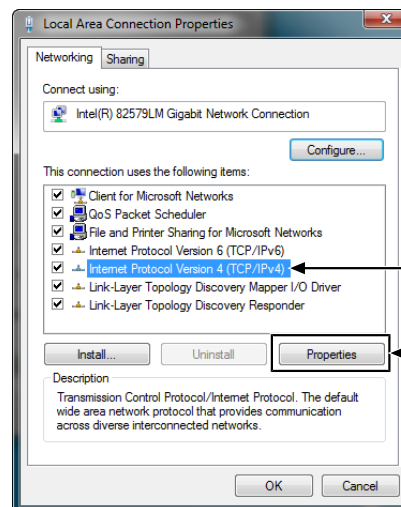 Local Area Connection Properties
Networking Sharing
Connect using:
Intel(R) 82579LM Gigabit Network Connection
Configure...
This connection uses the following items:
Client for Microsoft Networks
QoS Packet Scheduler
File and Printer Sharing for Microsoft Networks
Internet Protocol Version 6 (TCP/IPv6)
Internet Protocol Version 4 (TCP/IPv4)
Link-Layer Topology Discovery Mapper I/O Driver
Link-Layer Topology Discovery Responder
Install... Uninstall Properties
Description
Transmission Control Protocol/Internet Protocol. The default
wide area network protocol that provides communication
across diverse interconnected networks.
OK Cancel